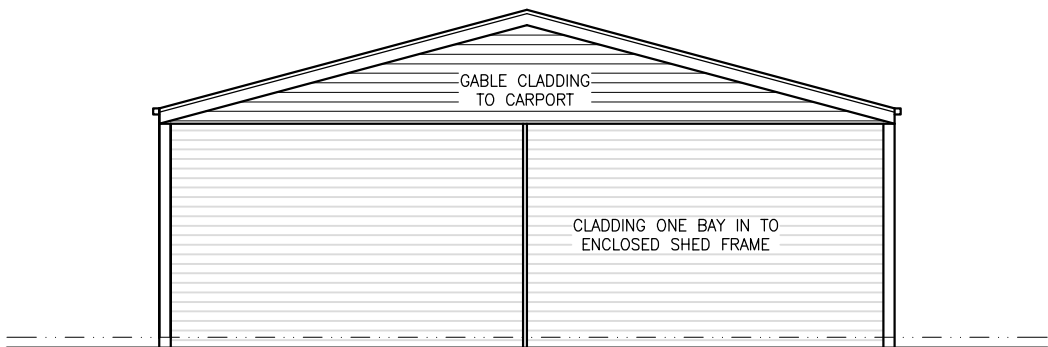 GABLE CLADDING
TO CARPORT
CLADDING ONE BAY IN TO
ENCLOSED SHED FRAME